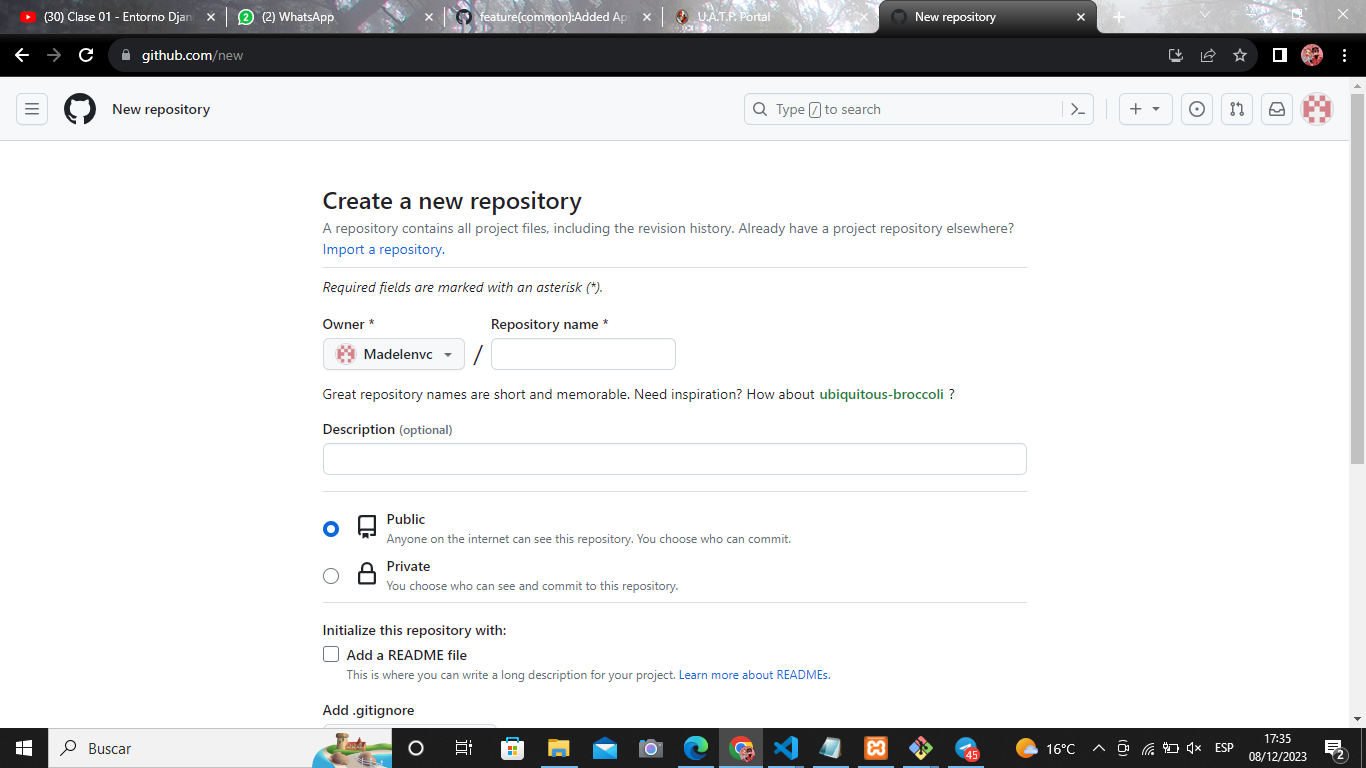 (30) Clase 01 - Entorno Djan
(2) WhatsApp
feature(common):Added Ap
U.A.T.F. Portal
New repository
github.com/new
New repository
Type / to search
Create a new repository
A repository contains all project files, including the revision history. Already have a project repository elsewhere?
Import a repository.
Required fields are marked with an asterisk (*).
Owner *
Repository name *
Madelenvc
/
Great repository names are short and memorable. Need inspiration? How about ubiquitous-broccoli ?
Description (optional)
Public
Anyone on the internet can see this repository. You choose who can commit.
Private
You choose who can see and commit to this repository.
Initialize this repository with:
Add a README file
This is where you can write a long description for your project. Learn more about READMEs.
Add .gitignore
Buscar
45
16°C
ESP
17:35
08/12/2023
2